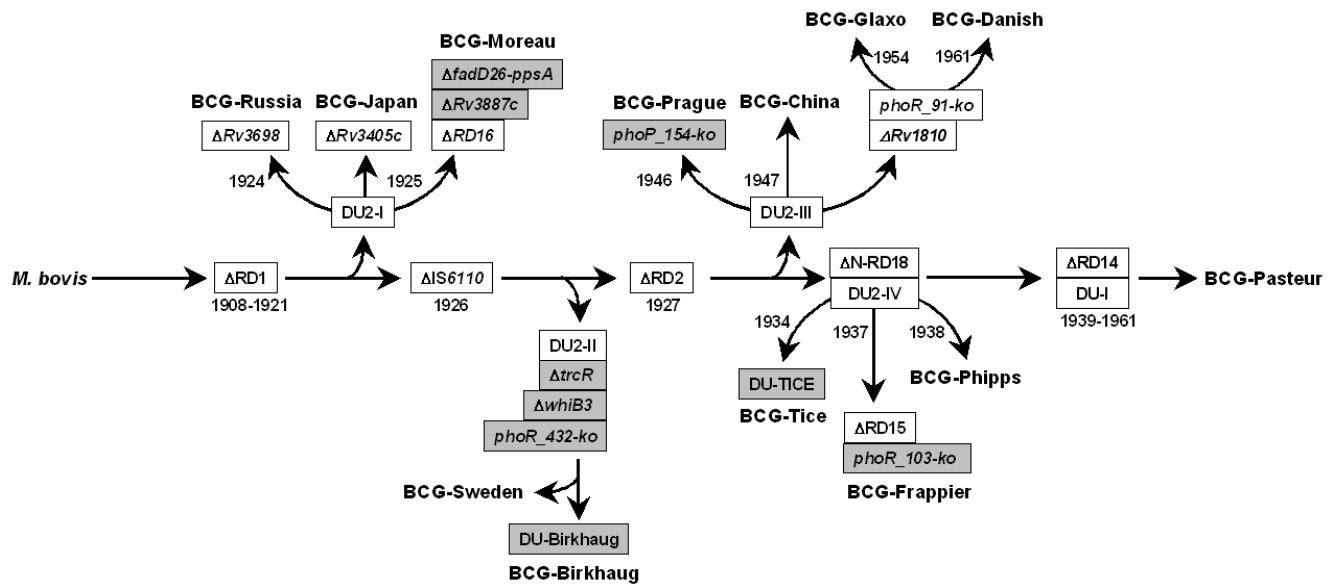 BCG-Glaxo
BCG-Danish
1954
1961
BCG-Moreau
ΔfadD26-ppsA
ΔRv3887c
ΔRD16
BCG-Russia
ΔRv3698
BCG-Japan
ΔRv3405c
1924
1925
DU2-I
BCG-Prague
phoP_154-ko
BCG-China
phoR_91-ko
ΔRv1810
1946
1947
DU2-III
M. bovis
ΔRD1
1908-1921
ΔIS6110
1926
ΔRD2
1927
ΔN-RD18
DU2-IV
ΔRD14
DU-I
1939-1961
BCG-Pasteur
1934
1937
1938
DU2-II
ΔtrcR
ΔwhiB3
phoR_432-ko
DU-TICE
BCG-Tice
BCG-Phipps
ΔRD15
phoR_103-ko
BCG-Frappier
BCG-Sweden
DU-Birkhaug
BCG-Birkhaug